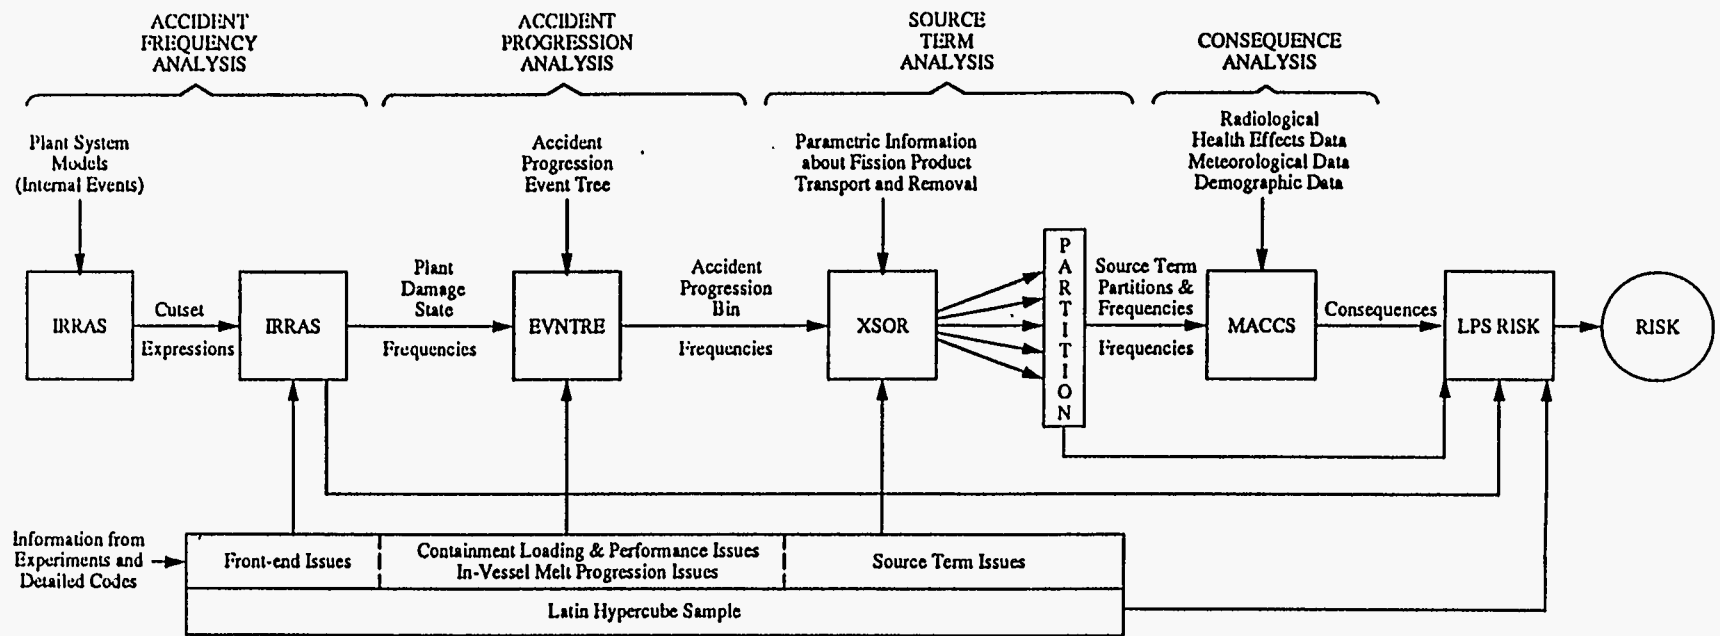 ACCIDENT
FREQUENCY
ANALYSIS
ACCIDENT
PROGRESSION
ANALYSIS
SOURCE
TERM
ANALYSIS
CONSEQUENCE
ANALYSIS
Plant System
Models
(Internal Events)
Accident
Progression
Event Tree
Parametric Information
about Fission Product
Transport and Removal
Radiological
Health Effects Data
Meteorological Data
Demographic Data
IRRAS
Cutset
Expressions
IRRAS
Plant
Damage
State
Frequencies
EVNTRE
Accident
Progression
Bin
Frequencies
XSOR
P
A
R
T
I
T
I
O
N
Source Term
Partitions &
Frequencies
Frequencies
MACCS
Consequences
LPS RISK
RISK
Information from
Experiments and
Detailed Codes
Front-end Issues
Containment Loading & Performance Issues
In-Vessel Melt Progression Issues
Source Term Issues
Latin Hypercube Sample